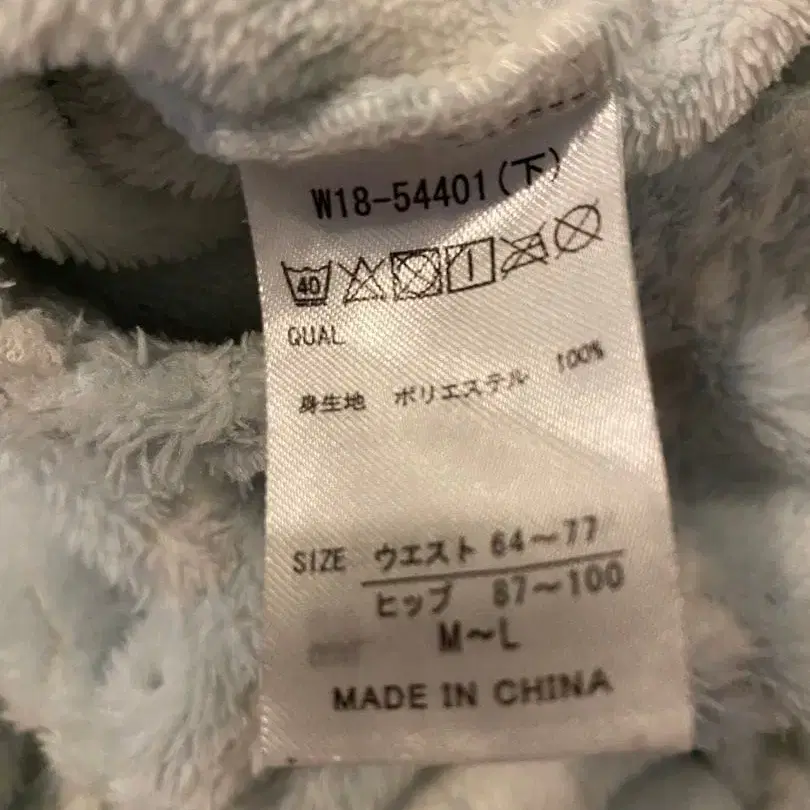 W18-54401(下)
40
QUAL
身生地 ポリエステル 100%
SIZE ウエスト 64～77
ヒップ 87～100
M～L
MADE IN CHINA